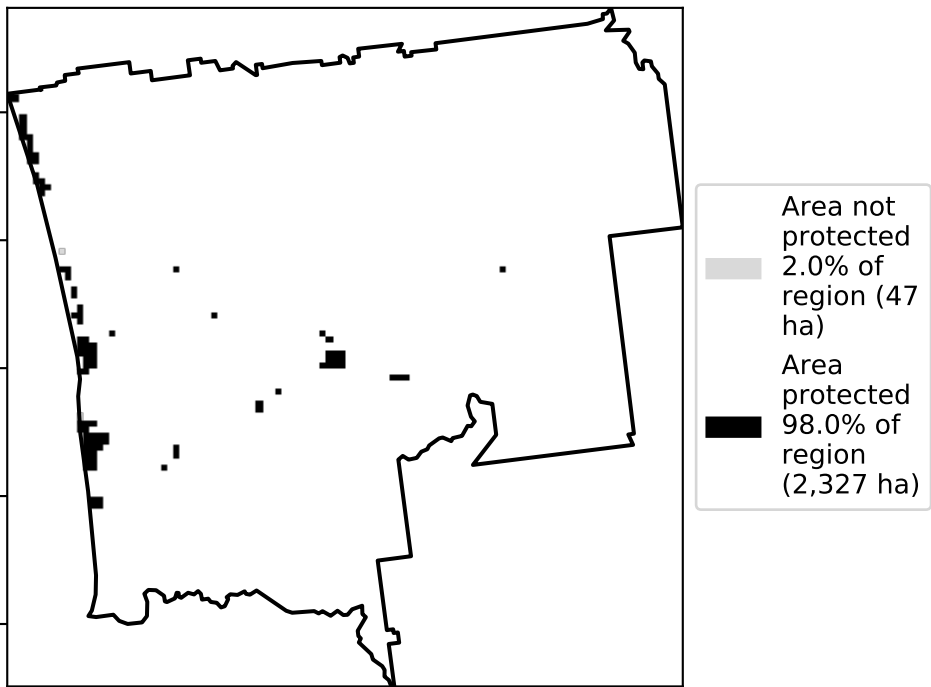 Area not
protected
2.0% of
region (47
ha)
Area
protected
98.0% of
region
(2,327 ha)